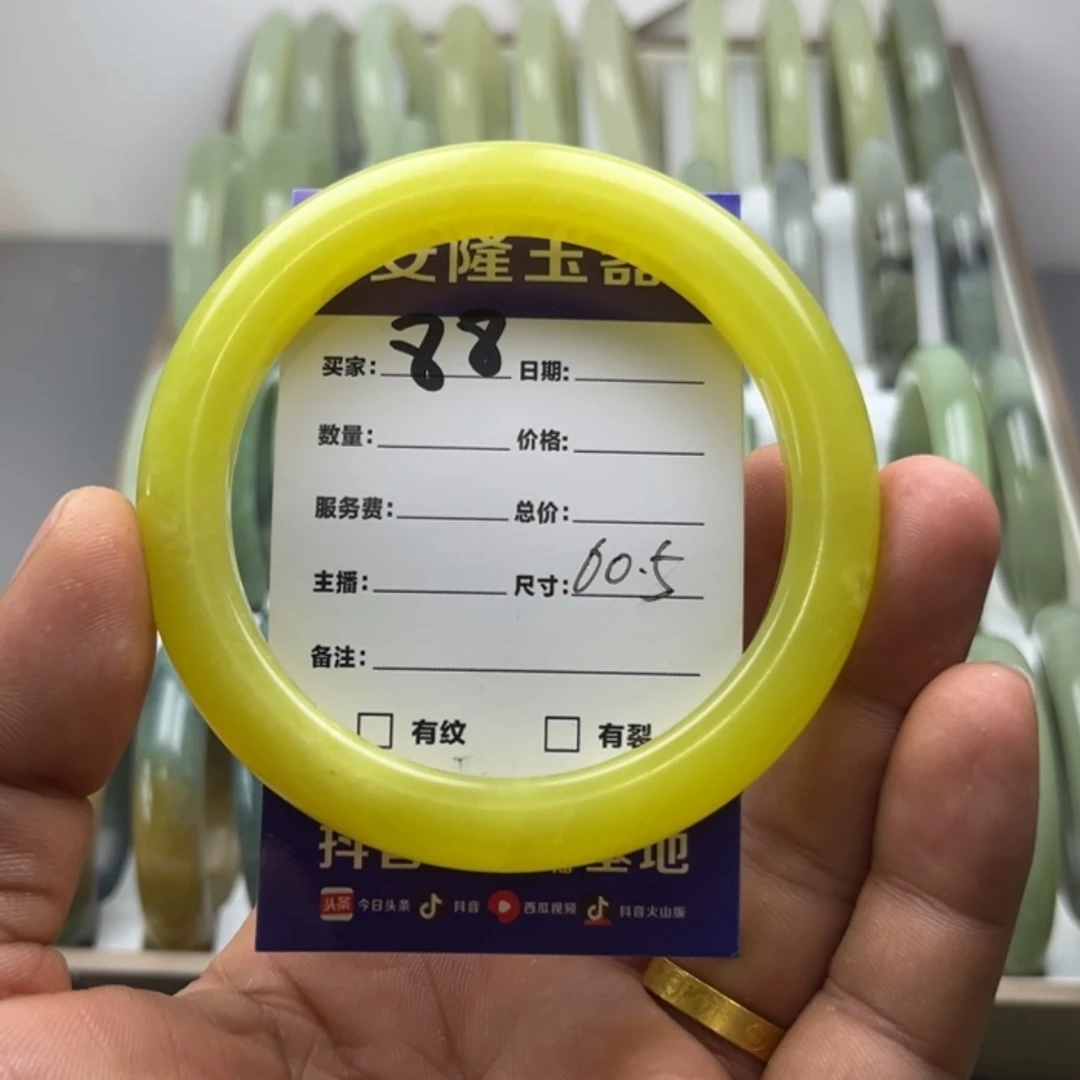 安隆玉器
买家: 88 日期:
数量: 价格:
服务费: 总价:
主播: 尺寸: 60.5
备注:
□ 有纹 □ 有裂
抖音 基地
头条 今日头条 抖音 西瓜视频 抖音火山版